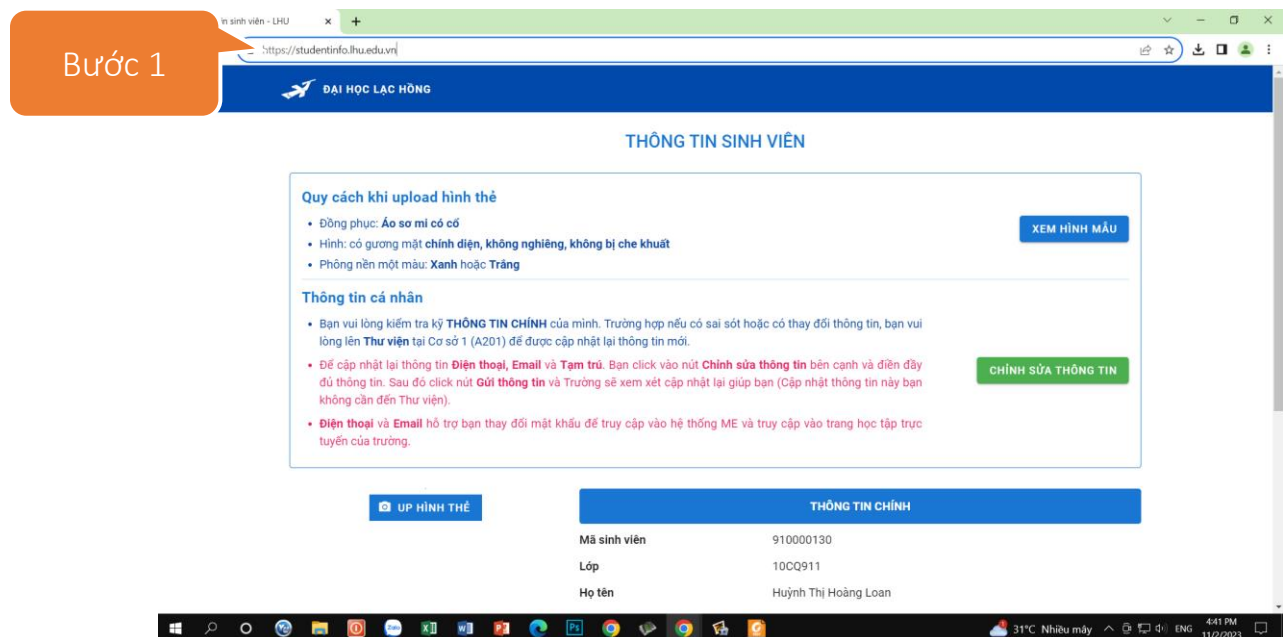 n sinh viên - LHU
Bước 1
https://studentinfo.lhu.edu.vn
ĐẠI HỌC LẠC HỒNG
THÔNG TIN SINH VIÊN
Quy cách khi upload hình thẻ
• Đồng phục: Áo sơ mi có cổ
• Hình: có gương mặt chính diện, không nghiêng, không bị che khuất
• Phông nền một màu: Xanh hoặc Trắng
XEM HÌNH MẪU
Thông tin cá nhân
• Bạn vui lòng kiểm tra kỹ THÔNG TIN CHÍNH của mình. Trường hợp nếu có sai sót hoặc có thay đổi thông tin, bạn vui
lòng lên Thư viện tại Cơ sở 1 (A201) để được cập nhật lại thông tin mới.
• Để cập nhật lại thông tin Điện thoại, Email và Tạm trú. Bạn click vào nút Chỉnh sửa thông tin bên cạnh và điền đầy
đủ thông tin. Sau đó click nút Gửi thông tin và Trường sẽ xem xét cập nhật lại giúp bạn (Cập nhật thông tin này bạn
không cần đến Thư viện).
CHỈNH SỬA THÔNG TIN
• Điện thoại và Email hỗ trợ bạn thay đổi mật khẩu để truy cập vào hệ thống ME và truy cập vào trang học tập trực
tuyến của trường.
UP HÌNH THẺ
THÔNG TIN CHÍNH
Mã sinh viên 910000130
Lớp 10CQ911
Họ tên Huỳnh Thị Hoàng Loan
31°C Nhiều mây ENG 4:41 PM
11/2/2023